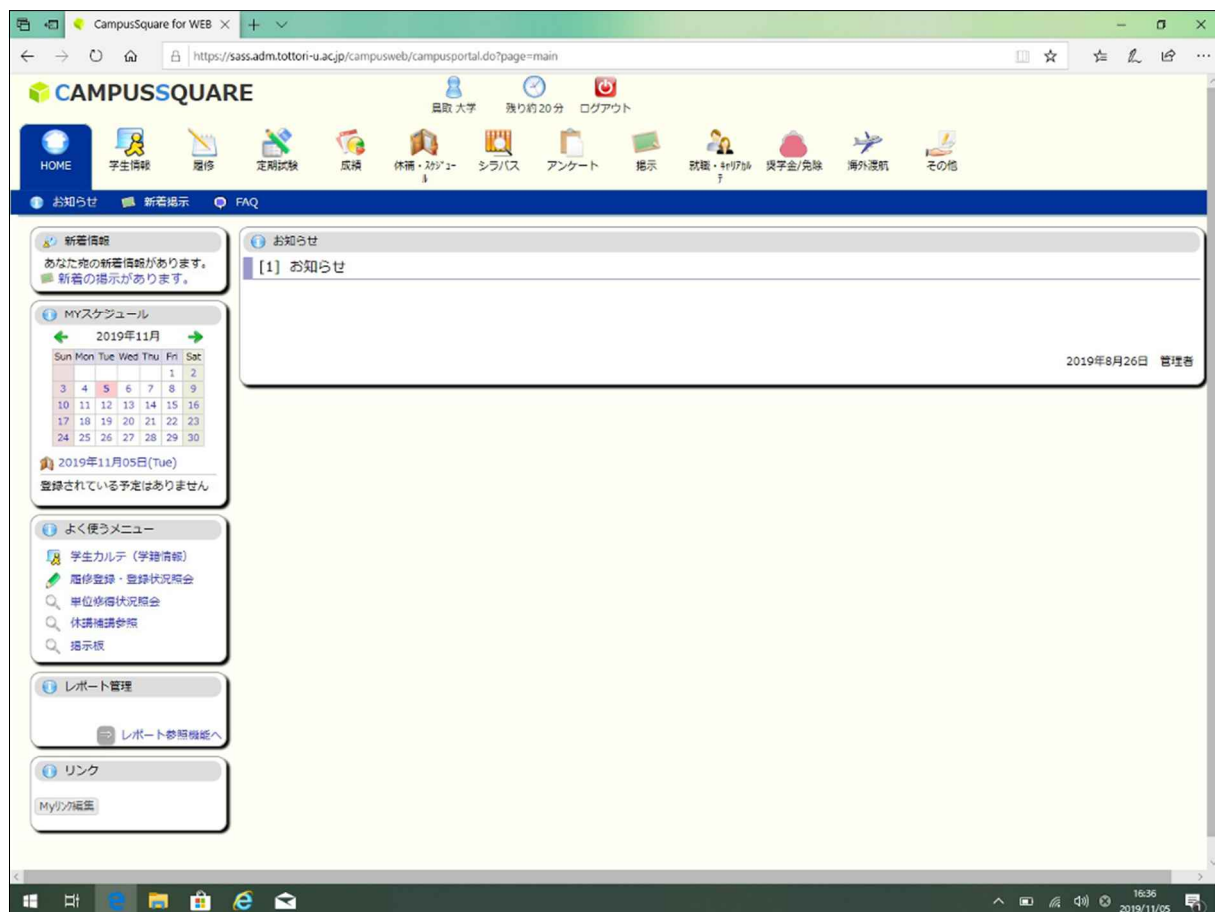 CampusSquare for WEB
https://sass.adm.tottori-u.ac.jp/campusweb/campusportal.do?page=main
CAMPUSSQUARE
鳥取 大学 残り約20分 ログアウト
HOME 学生情報 履修 定期試験 成績 休補・スケジュール シラバス アンケート 掲示 就職・キャリアカルテ 奨学金/免除 海外渡航 その他
お知らせ 新着掲示 FAQ
新着情報
あなた宛の新着情報があります。
新着の掲示があります。
お知らせ
[1] お知らせ
2019年8月26日 管理者
MYスケジュール
2019年11月
Sun Mon Tue Wed Thu Fri Sat
1 2
3 4 5 6 7 8 9
10 11 12 13 14 15 16
17 18 19 20 21 22 23
24 25 26 27 28 29 30
2019年11月05日(Tue)
登録されている予定はありません
よく使うメニュー
学生カルテ（学籍情報）
履修登録・登録状況照会
単位修得状況照会
休講補講参照
掲示板
レポート管理
レポート参照機能へ
リンク
Myリンク編集
16:36
2019/11/05